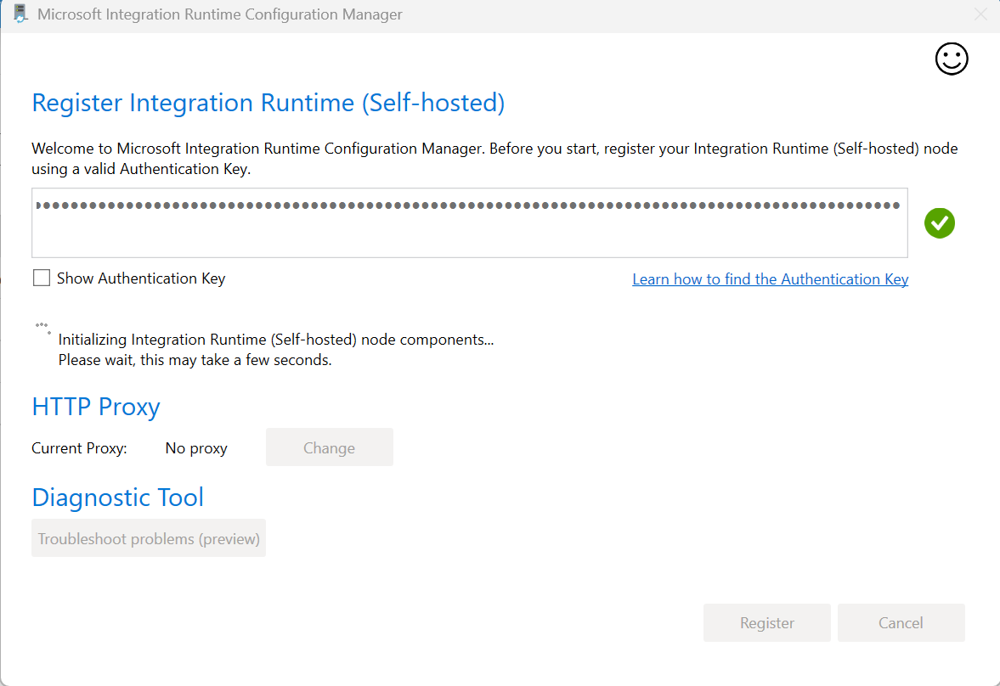 Microsoft Integration Runtime Configuration Manager
Register Integration Runtime (Self-hosted)
Welcome to Microsoft Integration Runtime Configuration Manager. Before you start, register your Integration Runtime (Self-hosted) node
using a valid Authentication Key.
Show Authentication Key
Learn how to find the Authentication Key
Initializing Integration Runtime (Self-hosted) node components...
Please wait, this may take a few seconds.
HTTP Proxy
Current Proxy: No proxy Change
Diagnostic Tool
Troubleshoot problems (preview)
Register Cancel